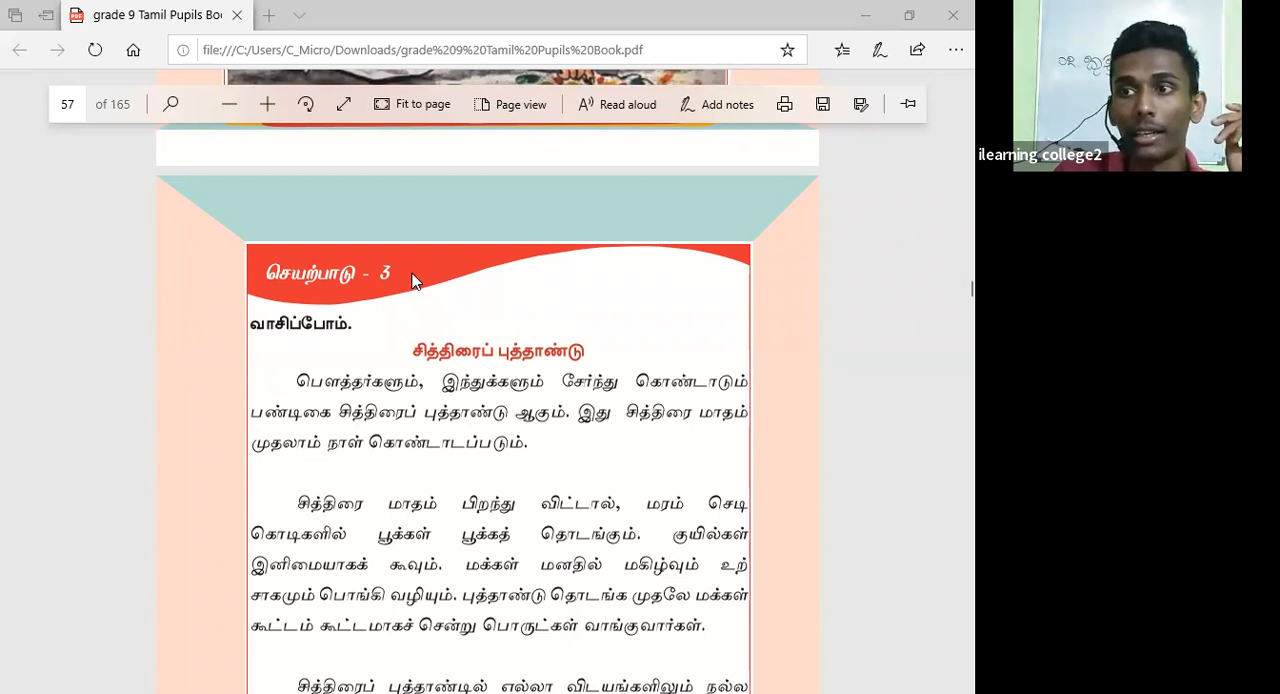 grade 9 Tamil Pupils Boo
file:///C:/Users/C_Micro/Downloads/grade%209%20Tamil%20Pupils%20Book.pdf
57 of 165 Fit to page Page view Read aloud Add notes
ilearning college2
செயற்பாடு - 3
வாசிப்போம்.
சித்திரைப் புத்தாண்டு
பௌத்தர்களும், இந்துக்களும் சேர்ந்து கொண்டாடும்
பண்டிகை சித்திரைப் புத்தாண்டு ஆகும். இது சித்திரை மாதம்
முதலாம் நாள் கொண்டாடப்படும்.
சித்திரை மாதம் பிறந்து விட்டால், மரம் செடி
கொடிகளில் பூக்கள் பூக்கத் தொடங்கும். குயில்கள்
இனிமையாகக் கூவும். மக்கள் மனதில் மகிழ்வும் உற்
சாகமும் பொங்கி வழியும். புத்தாண்டு தொடங்க முதலே மக்கள்
கூட்டம் கூட்டமாகச் சென்று பொருட்கள் வாங்குவார்கள்.
சித்திரைப் புத்தாண்டில் எல்லா விடயங்களிலும் நல்ல